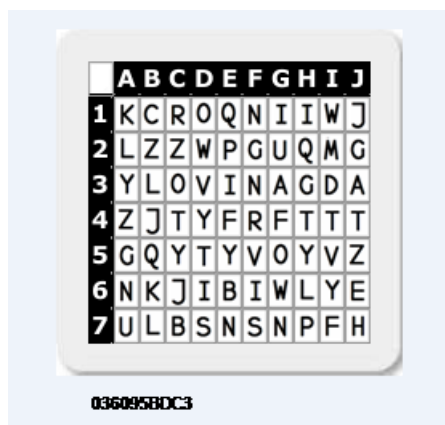 A B C D E F G H I J
1 K C R O Q N I I W J
2 L Z Z W P G U Q M G
3 Y L O V I N A G D A
4 Z J T Y F R F T T T
5 G Q Y T Y V O Y V Z
6 N K J I B I W L Y E
7 U L B S N S N P F H
036095BDC3